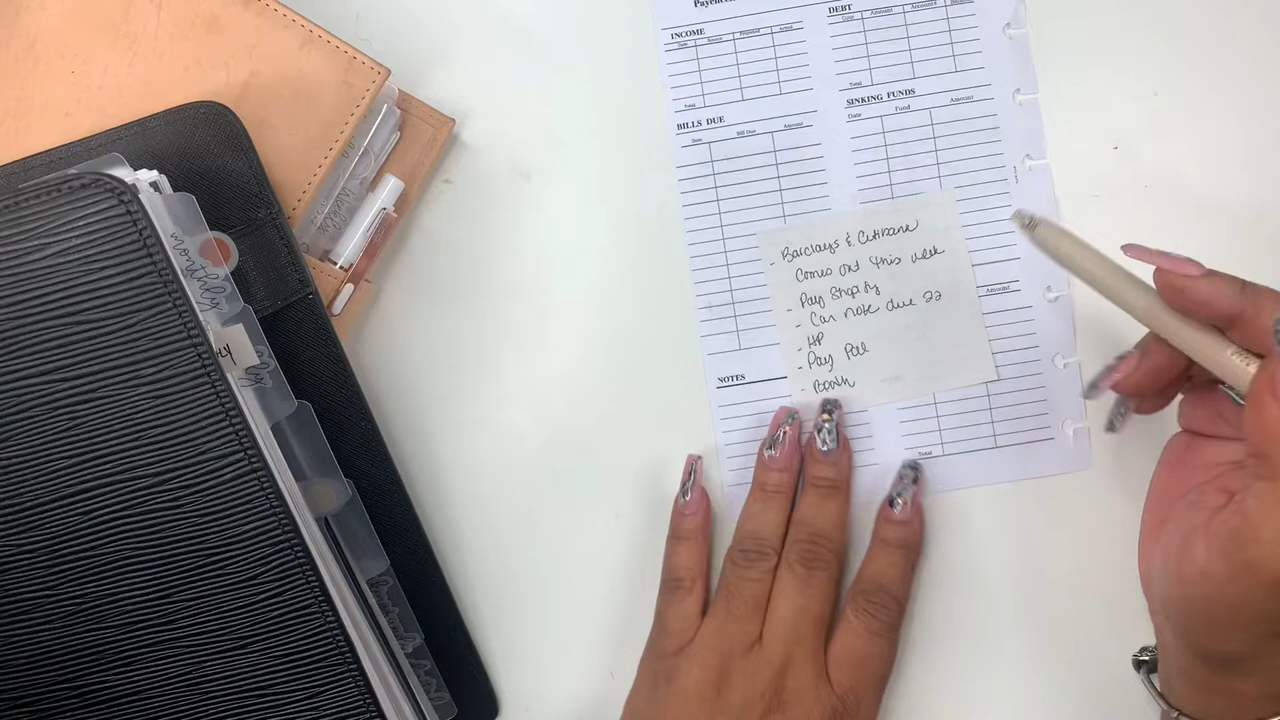 INCOME
Date Source Projected Actual
Total
BILLS DUE
Date Bill Due Amount
NOTES
DEBT
Date Amount Account
Total
SINKING FUNDS
Date Fund Amount
Amount
Total
- Barclays & Citibank
Comes out this week
- Pay Shopify
- Car note due 22
- HP
- Pay Pal
- Booth
monthly